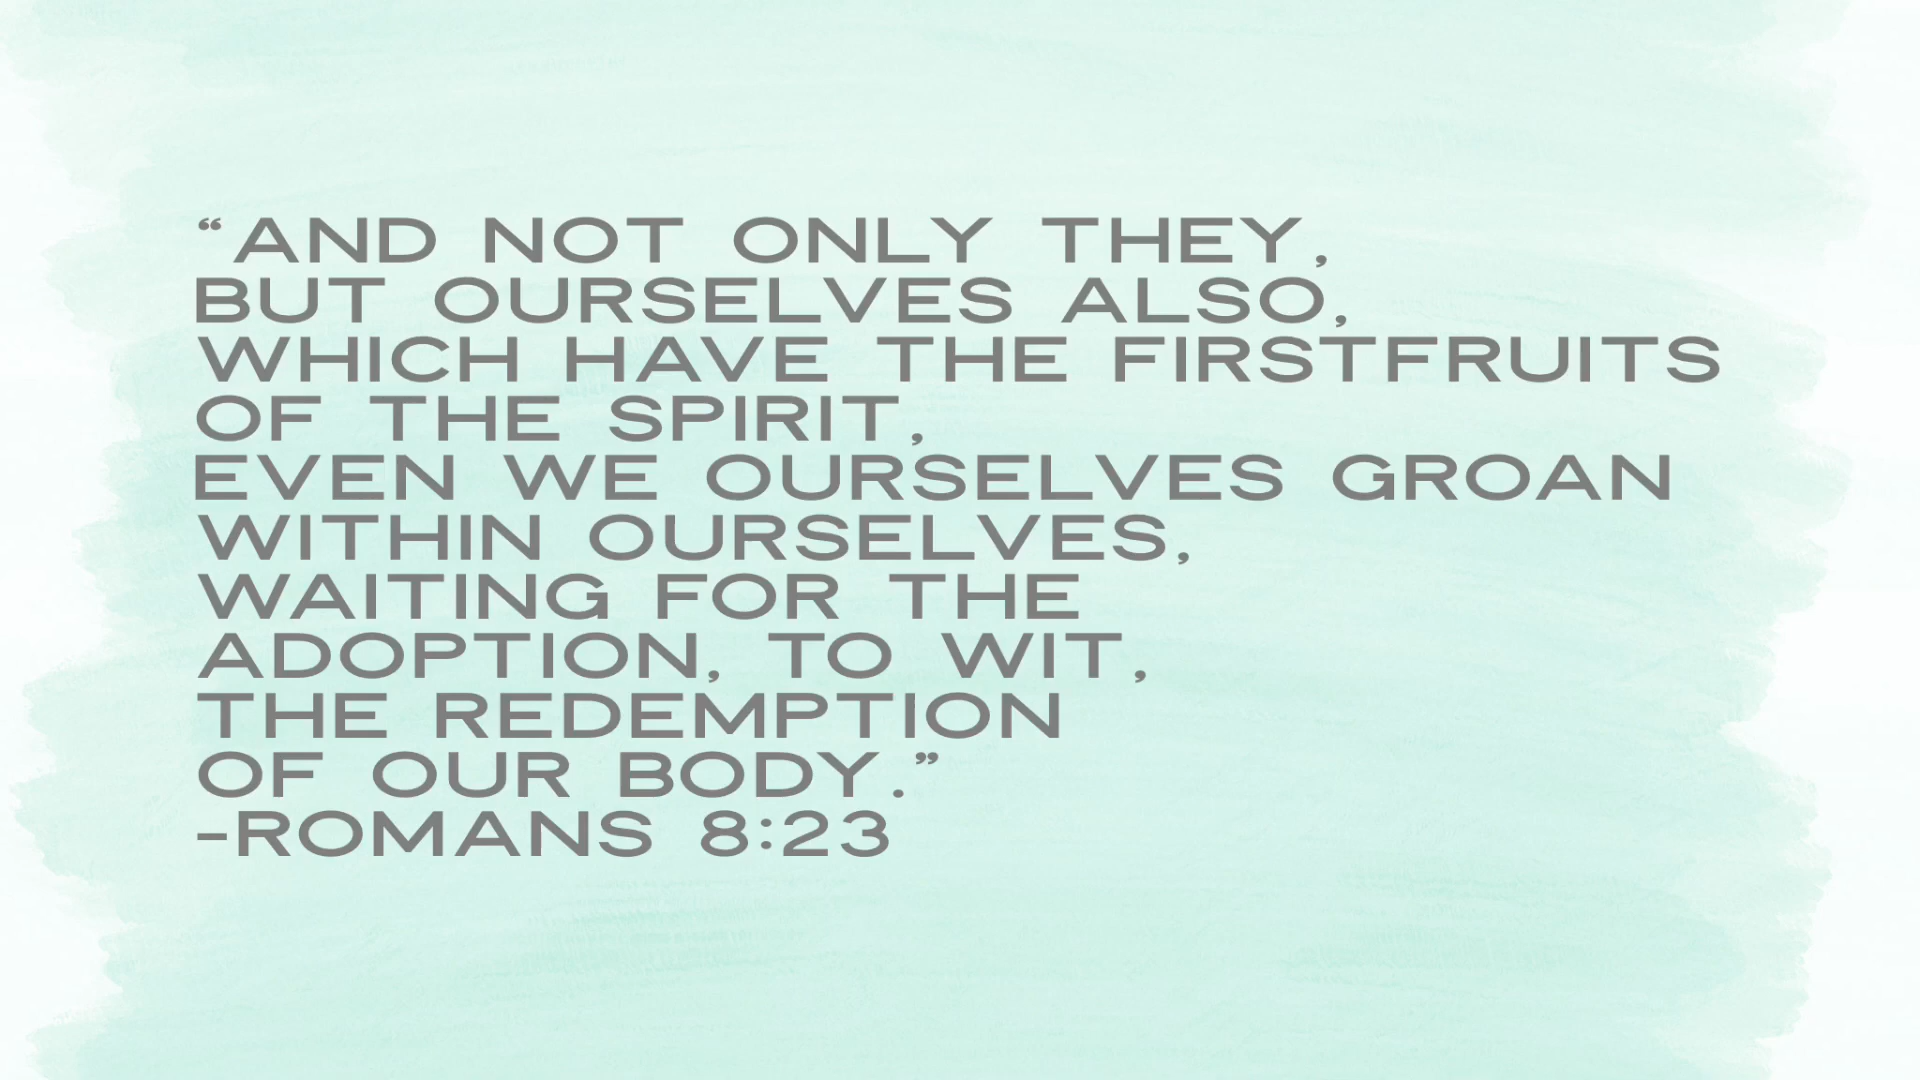 “AND NOT ONLY THEY,
BUT OURSELVES ALSO,
WHICH HAVE THE FIRSTFRUITS
OF THE SPIRIT,
EVEN WE OURSELVES GROAN
WITHIN OURSELVES,
WAITING FOR THE
ADOPTION, TO WIT,
THE REDEMPTION
OF OUR BODY.”
-ROMANS 8:23